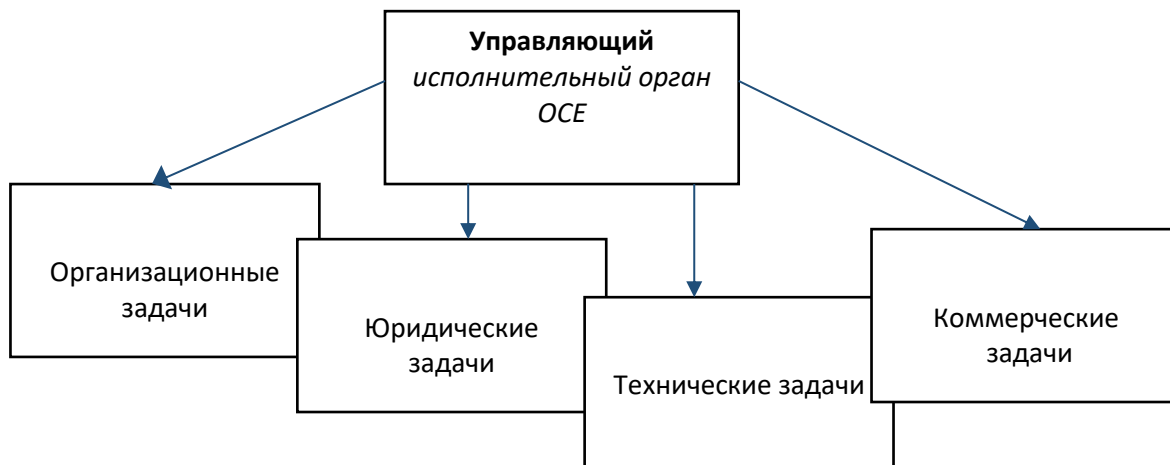 Управляющий
исполнительный орган
ОСЕ
Организационные
задачи
Юридические
задачи
Технические задачи
Коммерческие
задачи